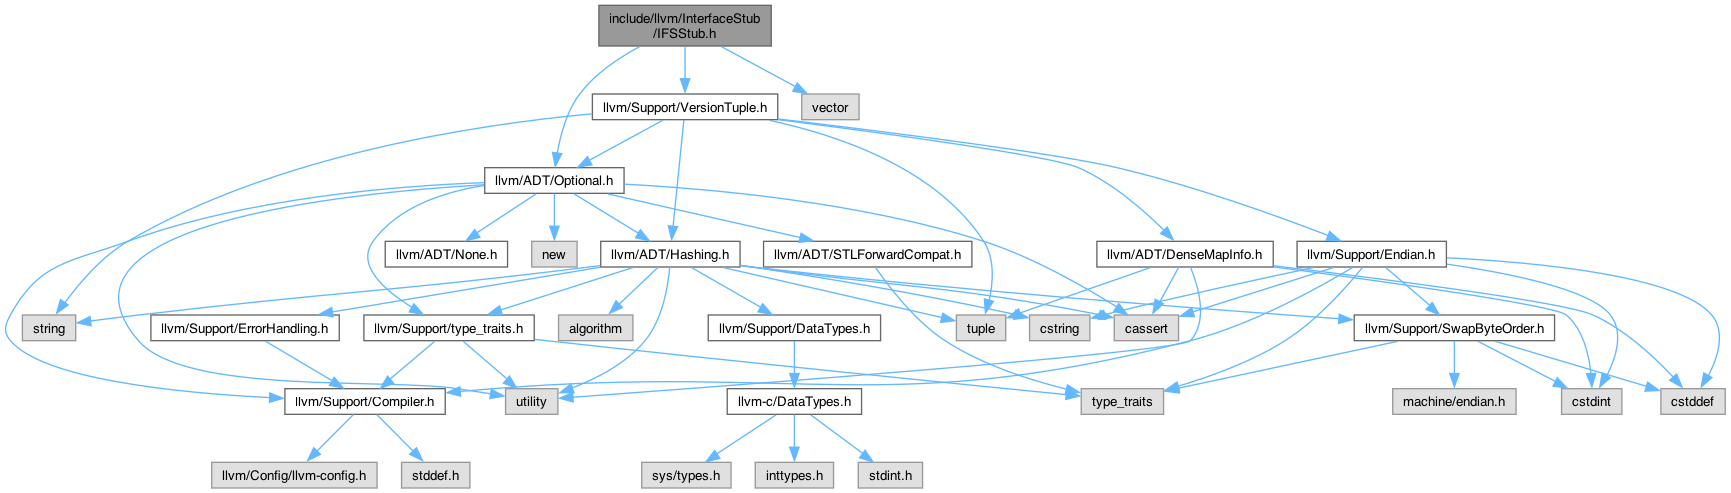 include/llvm/InterfaceStub
/IFSStub.h
llvm/Support/VersionTuple.h
vector
llvm/ADT/Optional.h
llvm/ADT/None.h
new
llvm/ADT/Hashing.h
llvm/ADT/STLForwardCompat.h
llvm/ADT/DenseMapInfo.h
llvm/Support/Endian.h
string
llvm/Support/ErrorHandling.h
llvm/Support/type_traits.h
algorithm
llvm/Support/DataTypes.h
tuple
cstring
cassert
llvm/Support/SwapByteOrder.h
llvm/Support/Compiler.h
utility
llvm-c/DataTypes.h
type_traits
machine/endian.h
cstdint
cstddef
llvm/Config/llvm-config.h
stddef.h
sys/types.h
inttypes.h
stdint.h